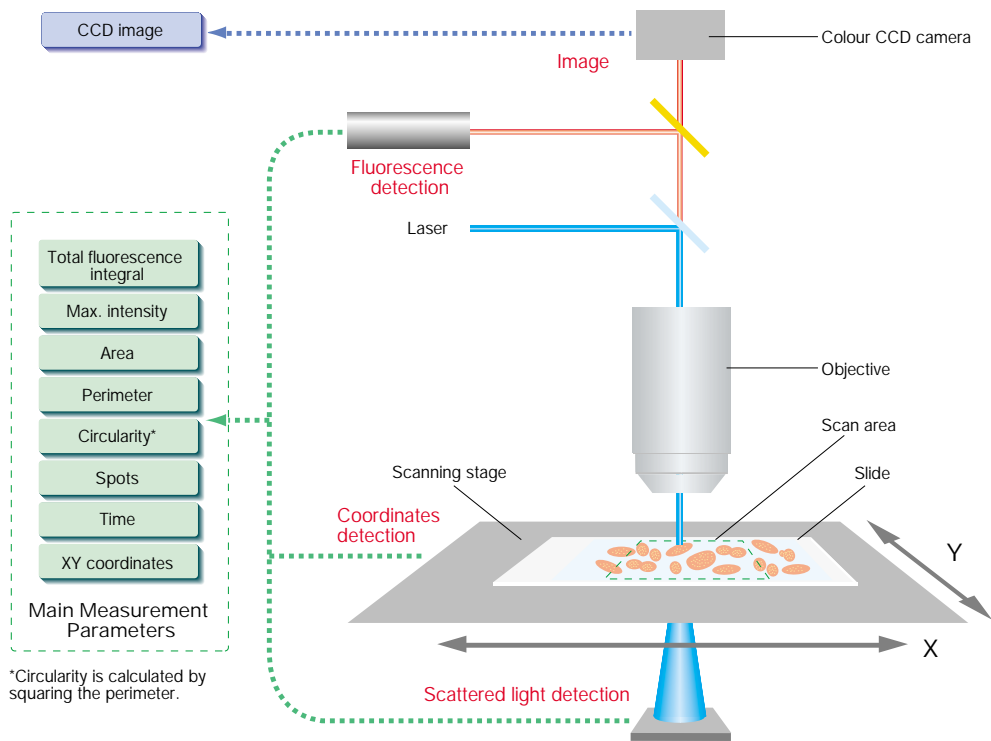 CCD image
Image
Colour CCD camera
Fluorescence
detection
Laser
Total fluorescence
integral
Max. intensity
Area
Perimeter
Circularity*
Spots
Time
XY coordinates
Main Measurement
Parameters
*Circularity is calculated by
squaring the perimeter.
Objective
Scan area
Scanning stage
Slide
Coordinates
detection
Y
X
Scattered light detection